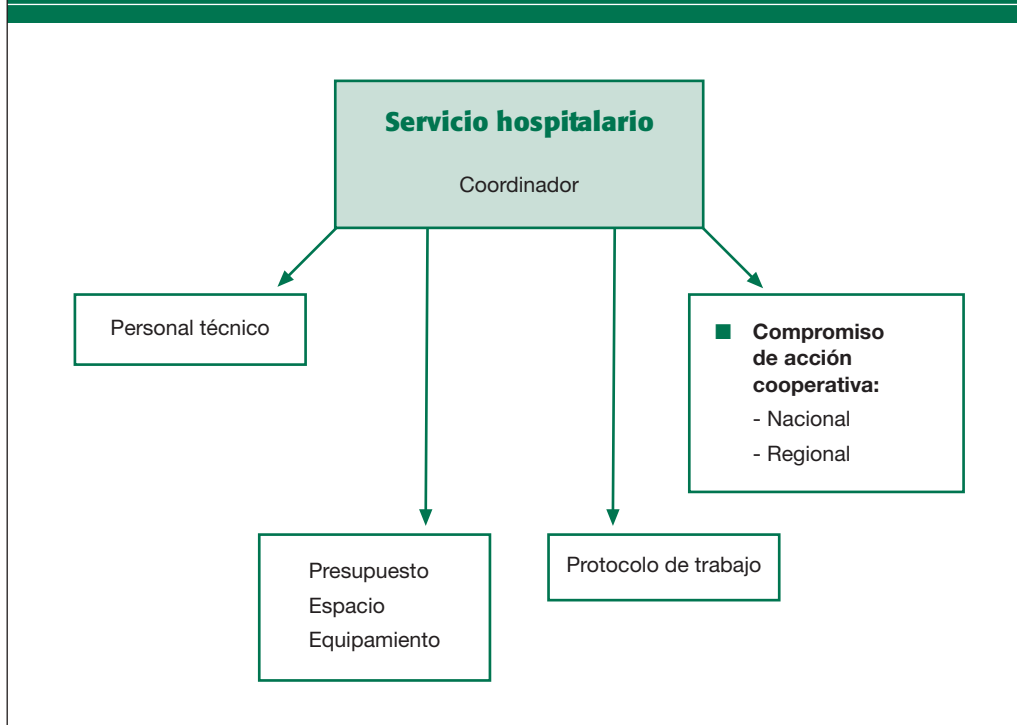 Servicio hospitalario
Coordinador
Personal técnico
■ Compromiso
de acción
cooperativa:
- Nacional
- Regional
Presupuesto
Espacio
Equipamiento
Protocolo de trabajo